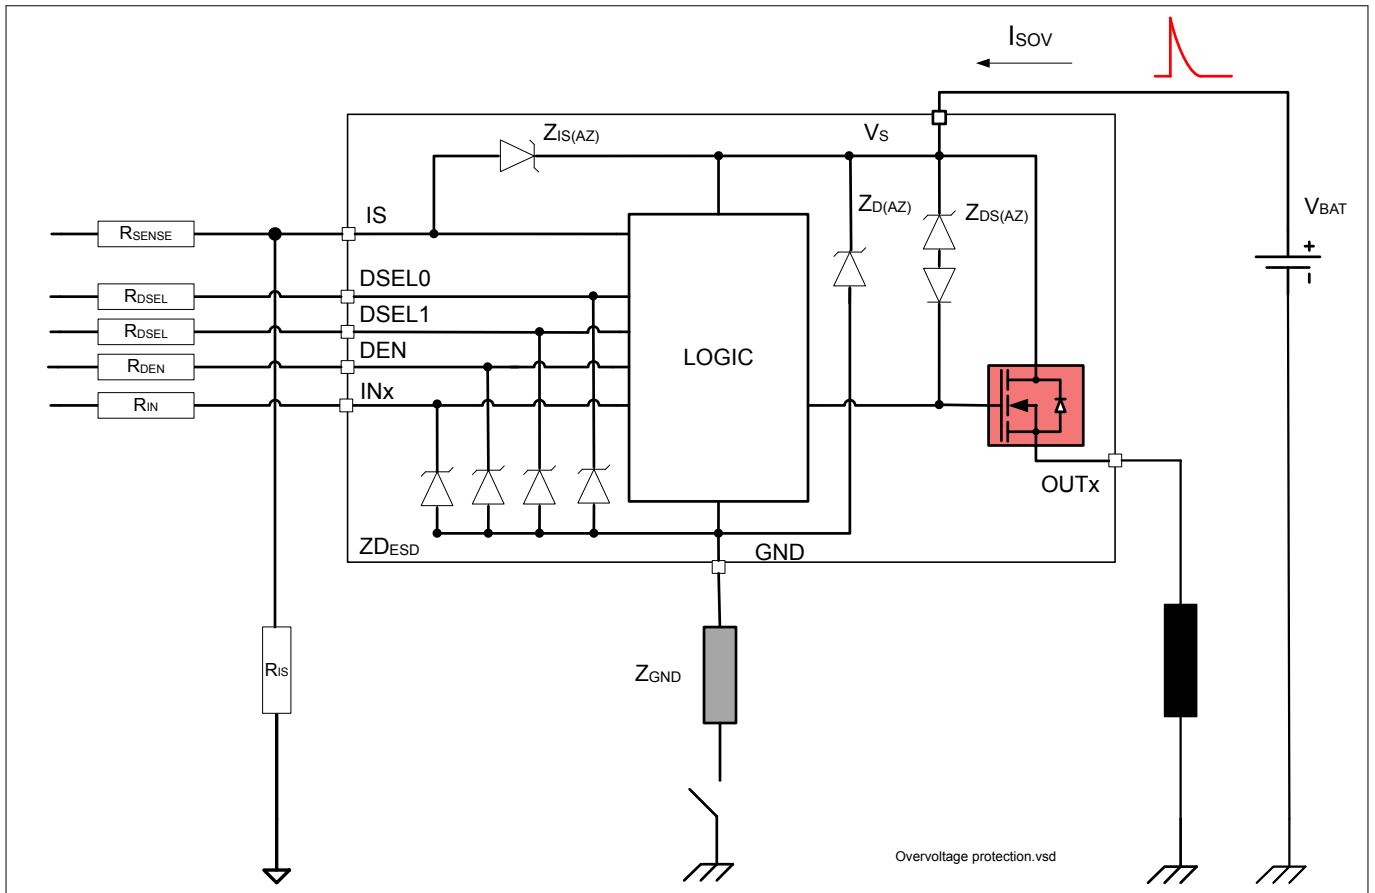 ISOV
ZIS(AZ)
VS
IS
ZD(AZ)
ZDS(AZ)
VBAT
RSENSE
+
-
DSEL0
RDSEL
DSEL1
RDSEL
DEN
LOGIC
RDEN
INx
RIN
OUTx
ZDESD
GND
RIS
ZGND
Overvoltage protection.vsd